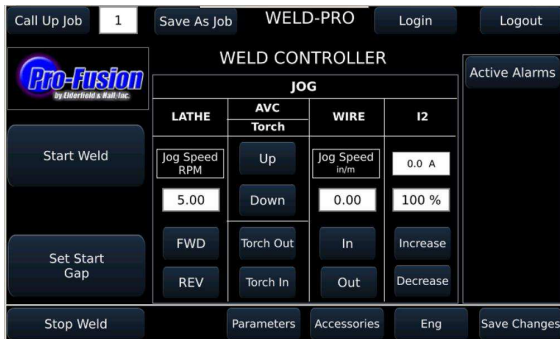 Call Up Job
1
Save As Job
WELD-PRO
Login
Logout
Pro-Fusion
by Elderfield & Hall, Inc.
WELD CONTROLLER
Active Alarms
JOG
LATHE
AVC
Torch
WIRE
I2
Start Weld
Jog Speed
RPM
Up
Jog Speed
in/m
0.0 A
5.00
Down
0.00
100 %
Set Start
Gap
FWD
Torch Out
In
Increase
REV
Torch In
Out
Decrease
Stop Weld
Parameters
Accessories
Eng
Save Changes